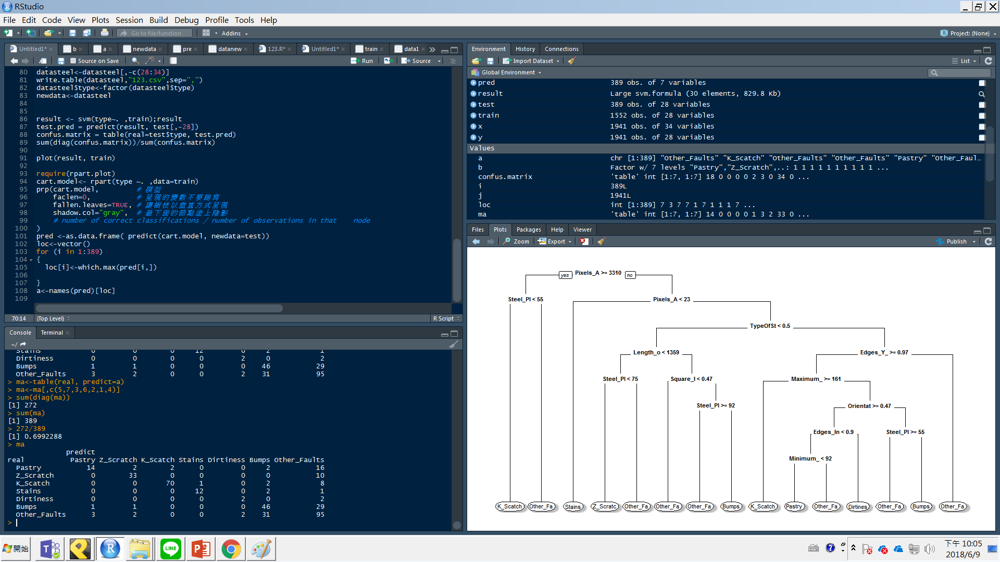 RStudio
File Edit Code View Plots Session Build Debug Profile Tools Help
Go to file/function Addins Project: (None)
Untitled1* b a newdata pre datanew 123.R* Untitled1* train data1
Source on Save Run Source
80 datasteel<-datasteel[,-c(28:34)]
81 write.table(datasteel,"123.csv",sep=",")
82 datasteel$type<-factor(datasteel$type)
83 newdata<-datasteel
84
85
86 result <- svm(type~. ,train);result
87 test.pred = predict(result, test[,-28])
88 confus.matrix = table(real=test$type, test.pred)
89 sum(diag(confus.matrix))/sum(confus.matrix)
90
91 plot(result, train)
92
93 require(rpart.plot)
94 cart.model<- rpart(type ~. ,data=train)
95 prp(cart.model, # 模型
96 faclen=0, # 呈現的變數不要縮寫
97 fallen.leaves=TRUE, # 讓樹枝以垂直方式呈現
98 shadow.col="gray", # 最下面的節點塗上陰影
99 # number of correct classifications / number of observations in that node
100 )
101 pred <-as.data.frame( predict(cart.model, newdata=test))
102 loc<-vector()
103 for (i in 1:389)
104 {
105 loc[i]<-which.max(pred[i,])
106
107 }
108 a<-names(pred)[loc]
109
70:14 (Top Level) R Script
Console Terminal
~/
Stains 0 0 0 12 0 2 1
Dirtiness 0 0 0 0 2 0 2
Bumps 1 1 0 0 0 46 29
Other_Faults 3 2 0 0 2 31 95
> ma<-table(real, predict=a)
> ma<-ma[,c(5,7,3,6,2,1,4)]
> sum(diag(ma))
[1] 272
> sum(ma)
[1] 389
> 272/389
[1] 0.6992288
> ma
predict
real Pastry Z_Scratch K_Scatch Stains Dirtiness Bumps Other_Faults
Pastry 14 2 2 0 0 2 16
Z_Scratch 0 33 0 0 0 0 10
K_Scatch 0 0 70 1 0 2 8
Stains 0 0 0 12 0 2 1
Dirtiness 0 0 0 0 2 0 2
Bumps 1 1 0 0 0 46 29
Other_Faults 3 2 0 0 2 31 95
>
Environment History Connections
Import Dataset List
Global Environment
pred 389 obs. of 7 variables
result Large svm.formula (30 elements, 829.8 Kb)
test 389 obs. of 28 variables
train 1552 obs. of 28 variables
x 1941 obs. of 34 variables
y 1941 obs. of 28 variables
Values
a chr [1:389] "Other_Faults" "K_Scatch" "Other_Faults" "Other_Faults" "Pastry" "Other_Faul...
b Factor w/ 7 levels "Pastry","Z_Scratch",..: 1 1 1 1 1 1 1 1 1 1 ...
confus.matrix 'table' int [1:7, 1:7] 18 0 0 0 0 2 3 0 34 0 ...
i 389L
j 1941L
loc int [1:389] 7 3 7 7 1 7 1 1 1 7 ...
ma 'table' int [1:7, 1:7] 14 0 0 0 0 1 3 2 33 0 ...
Files Plots Packages Help Viewer
Zoom Export Publish
yes Pixels_A >= 3310 no
Steel_Pl < 55 Pixels_A < 23
TypeOfSt < 0.5
Length_o < 1359 Edges_Y_ >= 0.97
Steel_Pl < 75 Square_I < 0.47 Maximum_ >= 161
Steel_Pl >= 92 Orientat >= 0.47
Edges_In < 0.9 Steel_Pl >= 55
Minimum_ < 92
K_Scatch Other_Fa Stains Z_Scratc Other_Fa Other_Fa Other_Fa Bumps K_Scatch Pastry Other_Fa Dirtines Other_Fa Bumps Other_Fa
開始 LINE 下午 10:05
2018/6/9